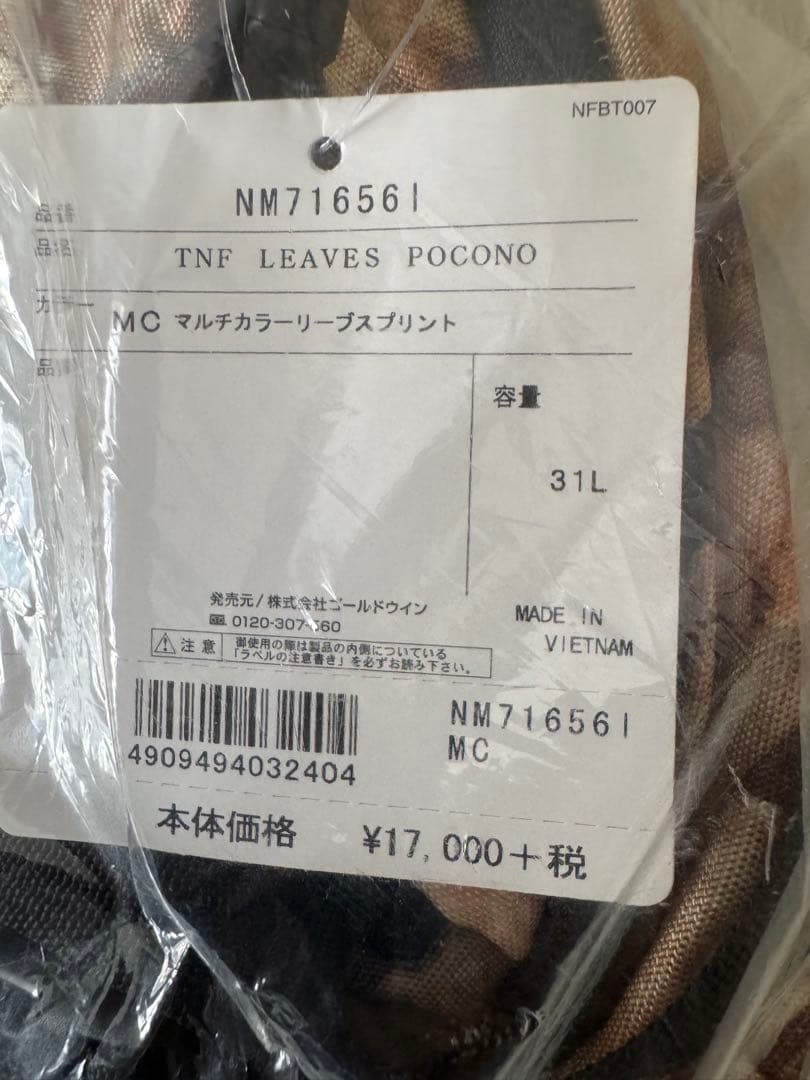 NFBT007
品番 NM71656I
品名 TNF LEAVES POCONO
カラー MC マルチカラーリーブスプリント
容量
31L
発売元/株式会社ゴールドウイン
0120-307-560
MADE IN
VIETNAM
注意
御使用の際は製品の内側についている
「ラベルの注意書き」を必ずお読み下さい。
4909494032404
NM71656I
MC
本体価格 ¥17,000+税